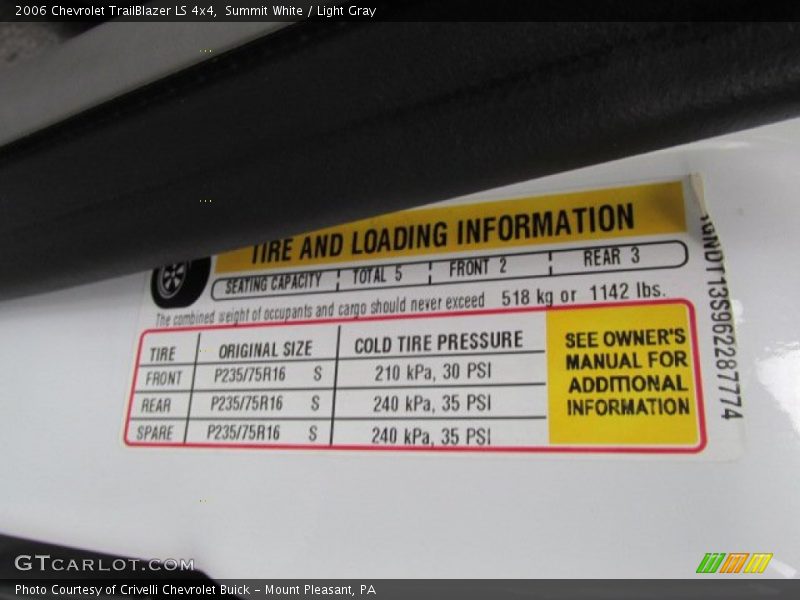 2006 Chevrolet TrailBlazer LS 4x4, Summit White / Light Gray
TIRE AND LOADING INFORMATION
SEATING CAPACITY TOTAL 5 FRONT 2 REAR 3
The combined weight of occupants and cargo should never exceed 518 kg or 1142 lbs.
TIRE ORIGINAL SIZE COLD TIRE PRESSURE
FRONT P235/75R16 S 210 kPa, 30 PSI
REAR P235/75R16 S 240 kPa, 35 PSI
SPARE P235/75R16 S 240 kPa, 35 PSI
SEE OWNER'S
MANUAL FOR
ADDITIONAL
INFORMATION
1GNDT13S962287774
GTCARLOT.COM
Photo Courtesy of Crivelli Chevrolet Buick - Mount Pleasant, PA